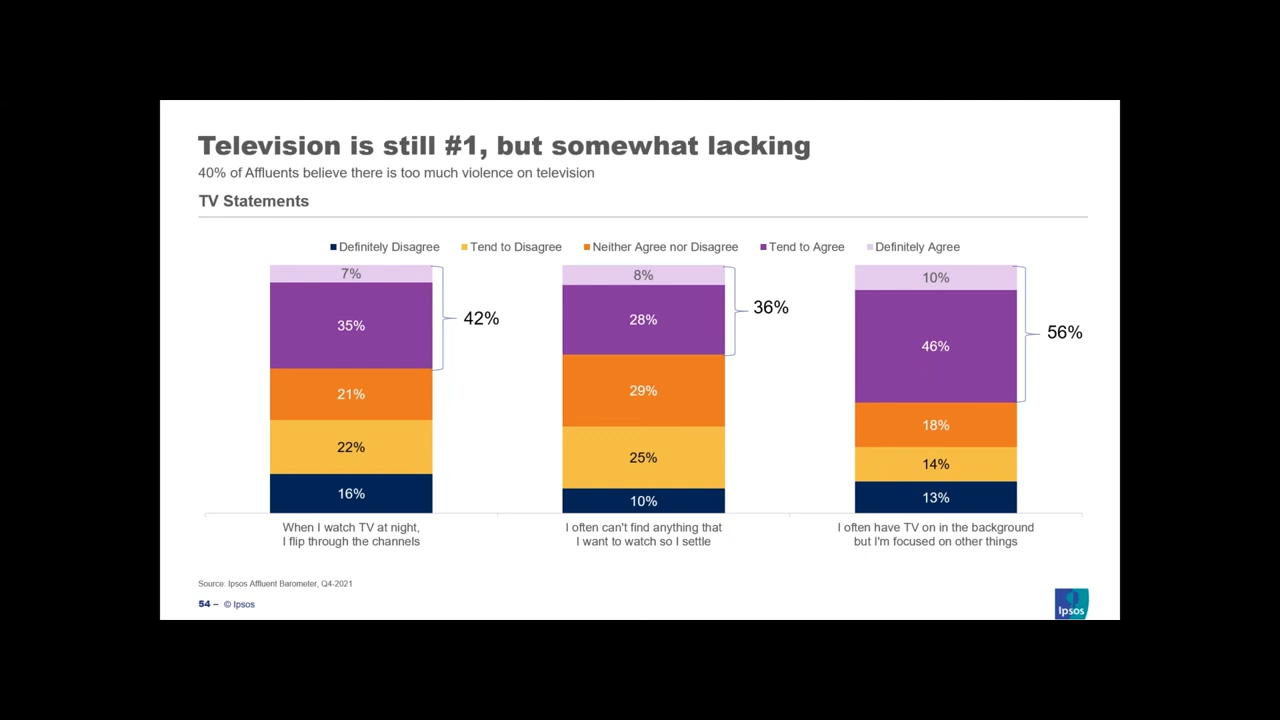 Television is still #1, but somewhat lacking
40% of Affluents believe there is too much violence on television
TV Statements
Definitely Disagree Tend to Disagree Neither Agree nor Disagree Tend to Agree Definitely Agree
7%
35%
21%
22%
16%
42%
8%
28%
29%
25%
10%
36%
10%
46%
18%
14%
13%
56%
When I watch TV at night,
I flip through the channels
I often can't find anything that
I want to watch so I settle
I often have TV on in the background
but I'm focused on other things
Source: Ipsos Affluent Barometer, Q4-2021
54 – © Ipsos
Ipsos